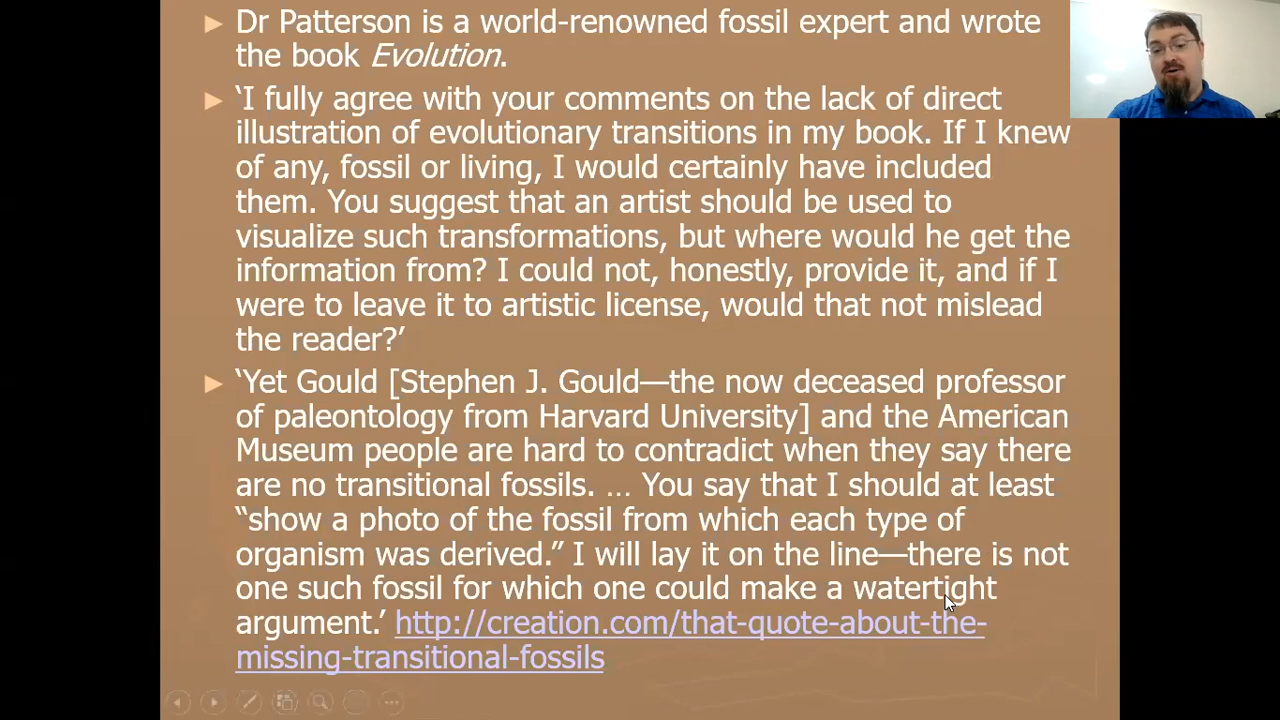 ► Dr Patterson is a world-renowned fossil expert and wrote
the book Evolution.
► ‘I fully agree with your comments on the lack of direct
illustration of evolutionary transitions in my book. If I knew
of any, fossil or living, I would certainly have included
them. You suggest that an artist should be used to
visualize such transformations, but where would he get the
information from? I could not, honestly, provide it, and if I
were to leave it to artistic license, would that not mislead
the reader?’
► ‘Yet Gould [Stephen J. Gould—the now deceased professor
of paleontology from Harvard University] and the American
Museum people are hard to contradict when they say there
are no transitional fossils. … You say that I should at least
“show a photo of the fossil from which each type of
organism was derived.” I will lay it on the line—there is not
one such fossil for which one could make a watertight
argument.’ http://creation.com/that-quote-about-the-
missing-transitional-fossils